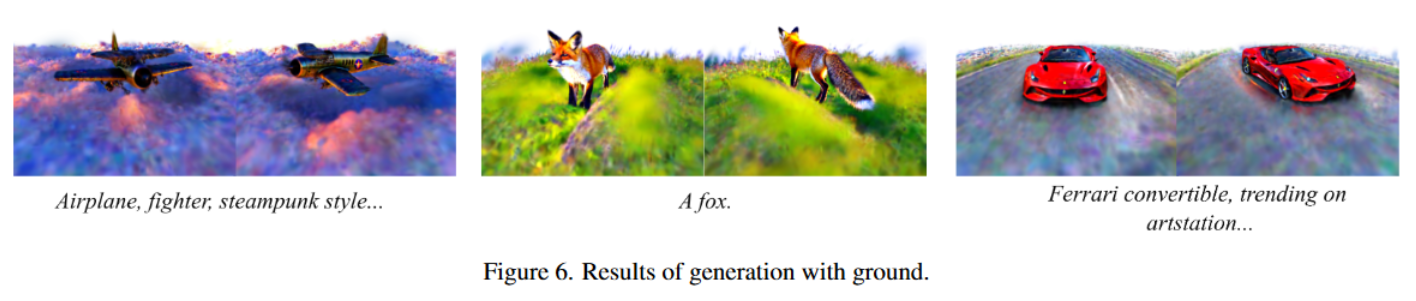 Airplane, fighter, steampunk style...
A fox.
Ferrari convertible, trending on
artstation...
Figure 6. Results of generation with ground.